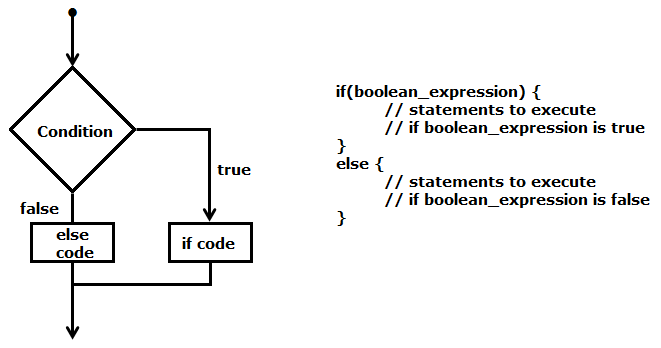 Condition
true
false
else
code
if code
if(boolean_expression) {
// statements to execute
// if boolean_expression is true
}
else {
// statements to execute
// if boolean_expression is false
}